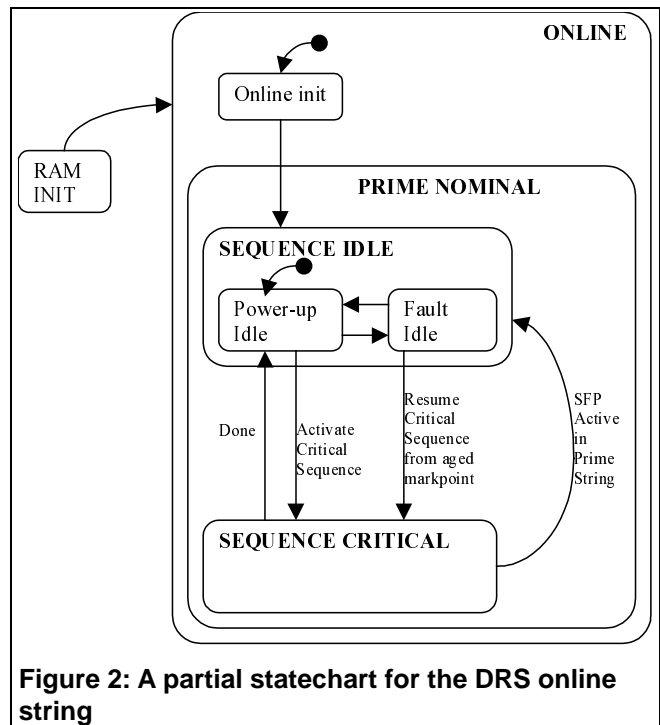 ONLINE
Online init
RAM
INIT
PRIME NOMINAL
SEQUENCE IDLE
Power-up
Idle
Fault
Idle
Done
Activate
Critical
Sequence
Resume
Critical
Sequence
from aged
markpoint
SFP
Active
in
Prime
String
SEQUENCE CRITICAL
Figure 2: A partial statechart for the DRS online
string